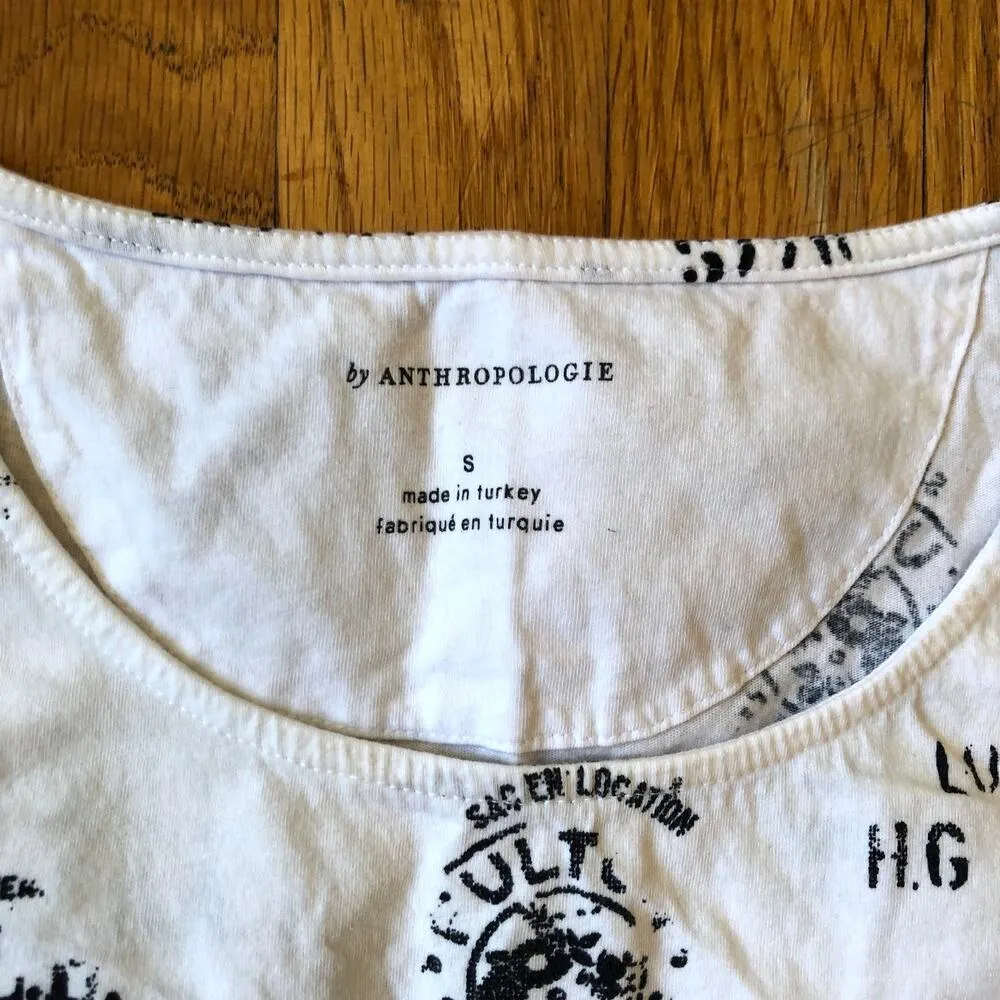 by ANTHROPOLOGIE
S
made in turkey
fabriqué en turquie
SAC EN LOCATION
H.G